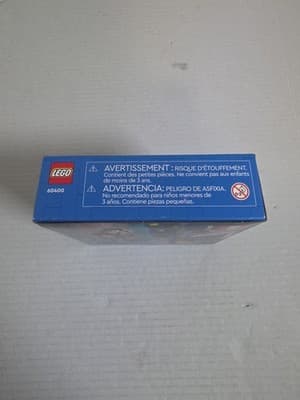 LEGO
60400
AVERTISSEMENT : RISQUE D'ÉTOUFFEMENT.
Contient des petites pièces. Ne convient pas aux enfants
de moins de 3 ans.
ADVERTENCIA: PELIGRO DE ASFIXIA.
No recomendado para niños menores de
3 años. Contiene piezas pequeñas.